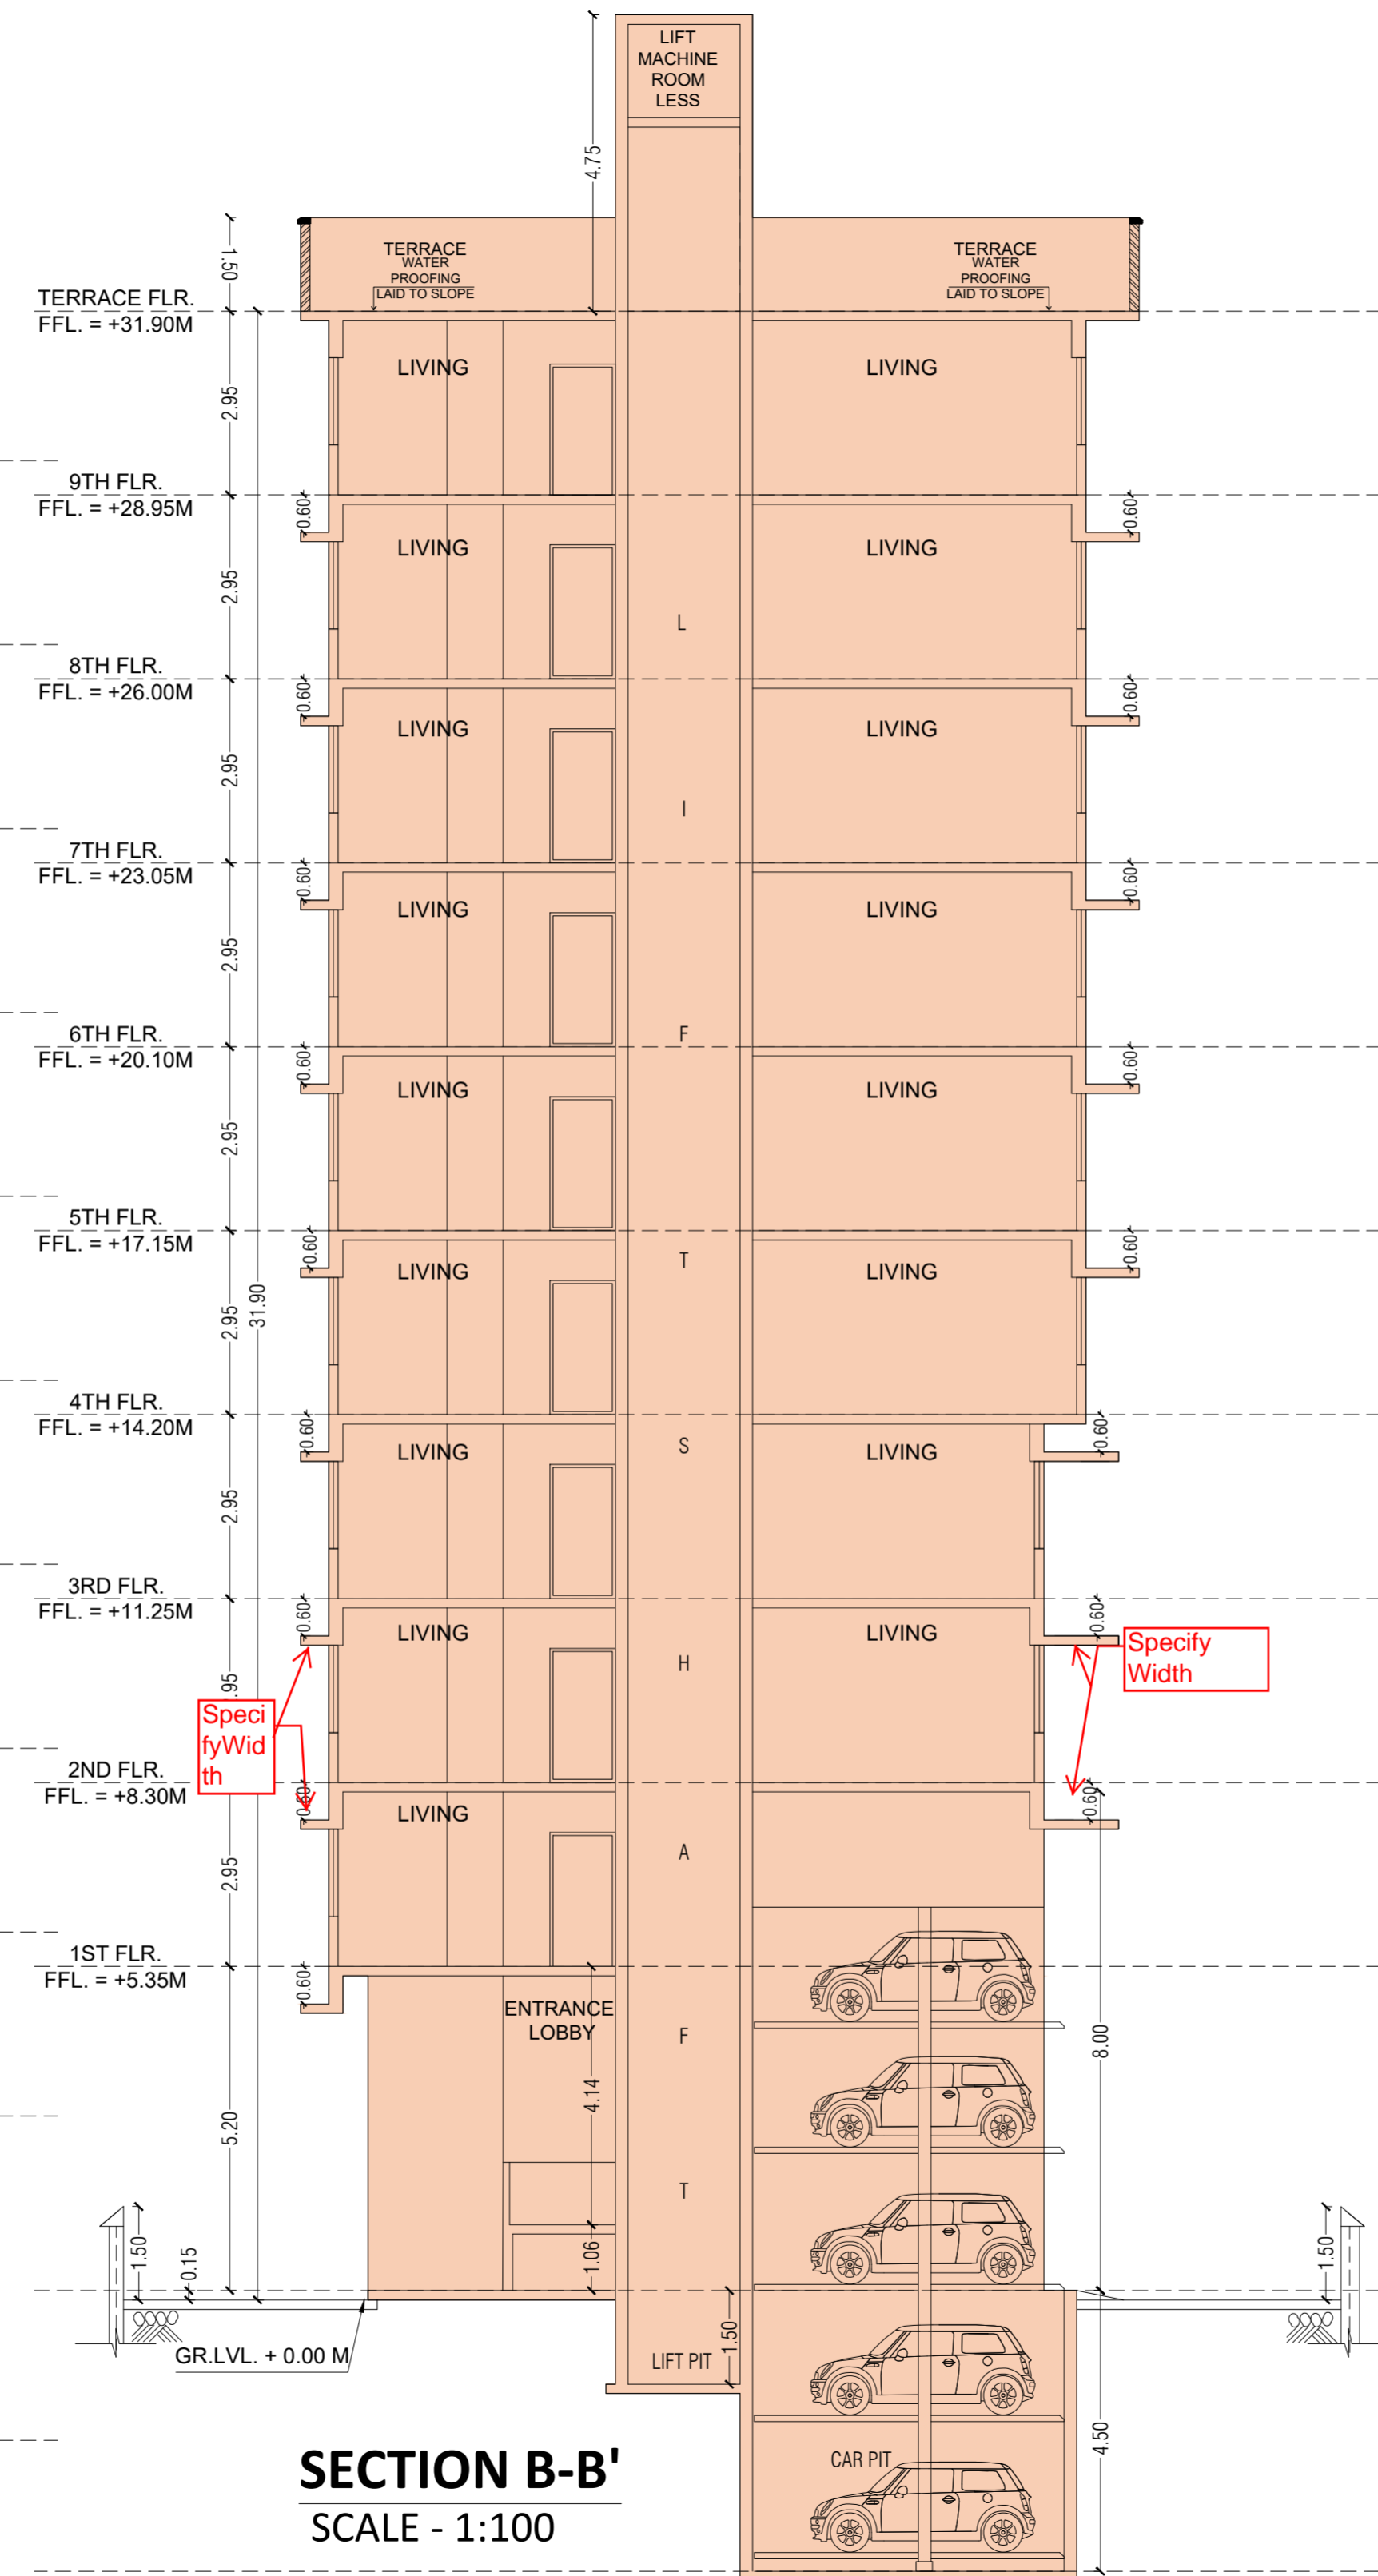 LIFT
MACHINE
ROOM
LESS
4.75
1.50
TERRACE
WATER
PROOFING
LAID TO SLOPE
TERRACE
WATER
PROOFING
LAID TO SLOPE
TERRACE FLR.
FFL. = +31.90M
LIVING
LIVING
2.95
9TH FLR.
FFL. = +28.95M
0.60
0.60
LIVING
LIVING
2.95
L
8TH FLR.
FFL. = +26.00M
0.60
0.60
LIVING
LIVING
2.95
I
7TH FLR.
FFL. = +23.05M
0.60
0.60
LIVING
LIVING
2.95
F
6TH FLR.
FFL. = +20.10M
0.60
0.60
LIVING
LIVING
2.95
5TH FLR.
FFL. = +17.15M
0.60
0.60
T
LIVING
LIVING
31.90
2.95
4TH FLR.
FFL. = +14.20M
0.60
0.60
S
LIVING
LIVING
2.95
3RD FLR.
FFL. = +11.25M
0.60
0.60
LIVING
LIVING
Specify
Width
H
.95
Speci
fyWid
th
2ND FLR.
FFL. = +8.30M
0.60
0.60
LIVING
A
2.95
1ST FLR.
FFL. = +5.35M
0.60
ENTRANCE
LOBBY
F
8.00
4.14
5.20
T
1.50
0.15
1.06
1.50
GR.LVL. + 0.00 M
1.50
LIFT PIT
4.50
CAR PIT
SECTION B-B'
SCALE - 1:100